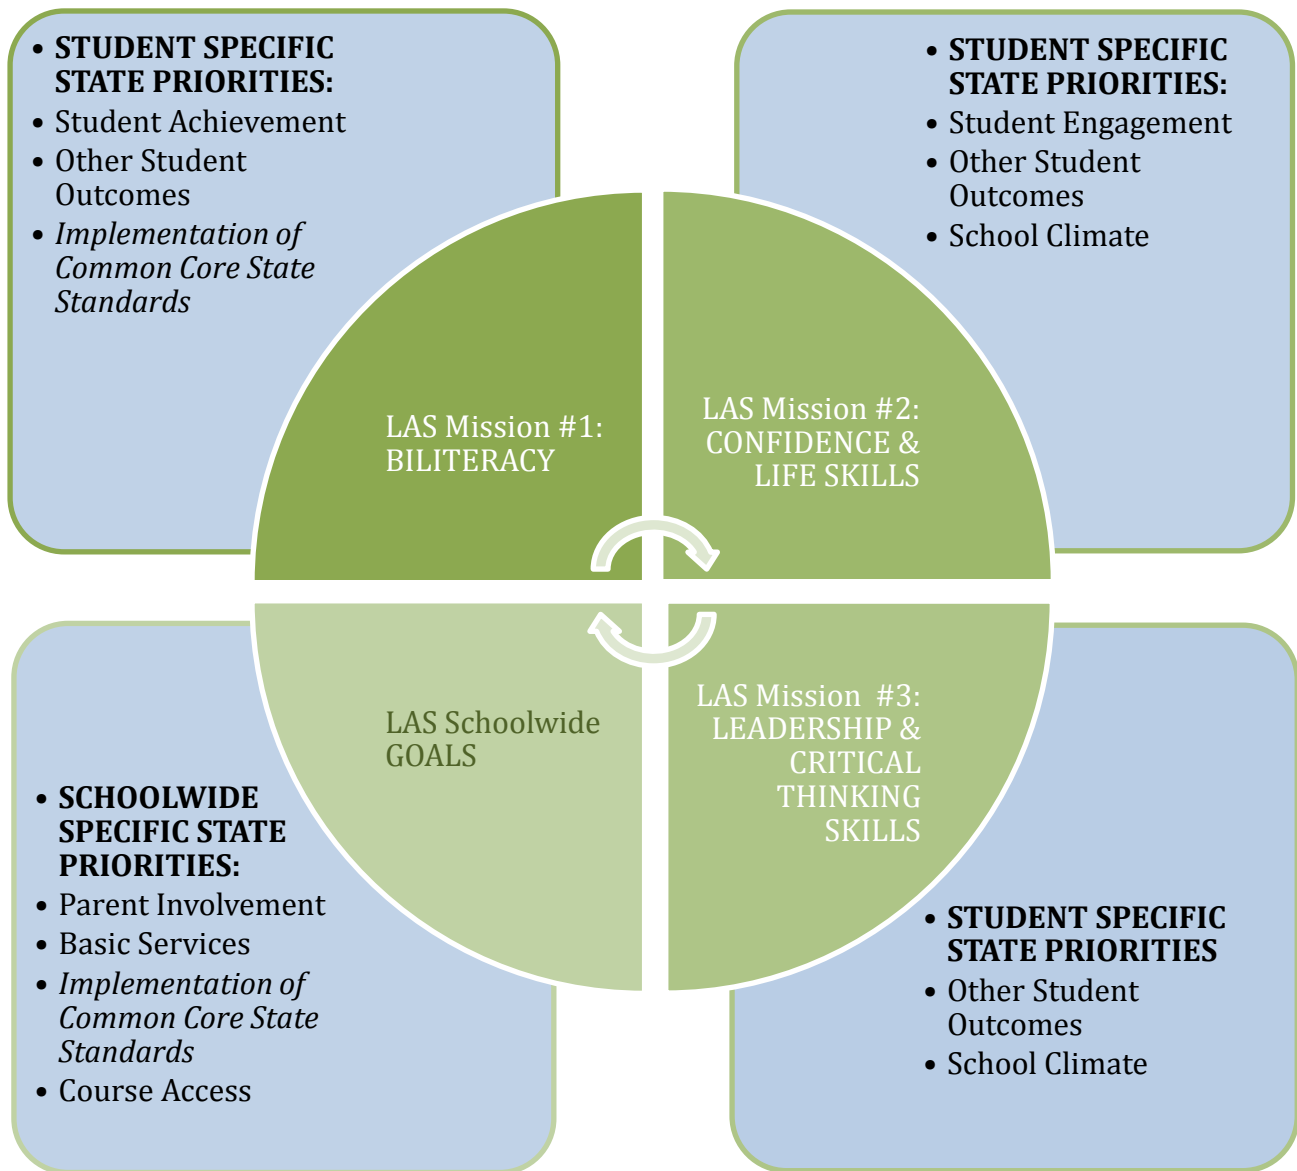 • STUDENT SPECIFIC
STATE PRIORITIES:
• Student Achievement
• Other Student
Outcomes
• Implementation of
Common Core State
Standards
• STUDENT SPECIFIC
STATE PRIORITIES:
• Student Engagement
• Other Student
Outcomes
• School Climate
LAS Mission #1:
BILITERACY
LAS Mission #2:
CONFIDENCE &
LIFE SKILLS
LAS Schoolwide
GOALS
LAS Mission  #3:
LEADERSHIP &
CRITICAL
THINKING
SKILLS
• SCHOOLWIDE
SPECIFIC STATE
PRIORITIES:
• Parent Involvement
• Basic Services
• Implementation of
Common Core State
Standards
• Course Access
• STUDENT SPECIFIC
STATE PRIORITIES
• Other Student
Outcomes
• School Climate